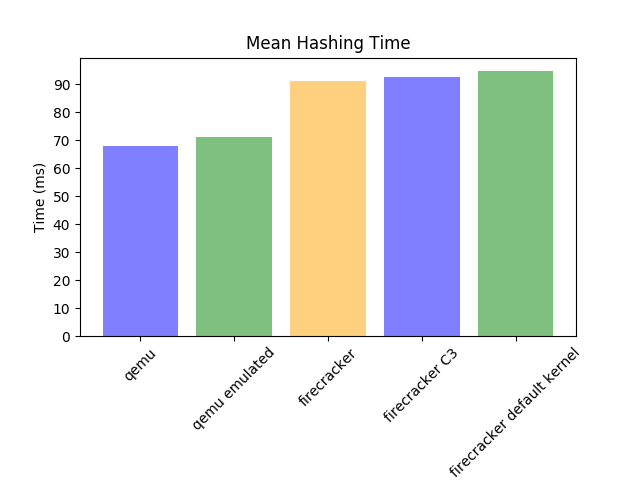 Mean Hashing Time
Time (ms)
90
80
70
60
50
40
30
20
10
0
qemu
qemu emulated
firecracker
firecracker C3
firecracker default kernel